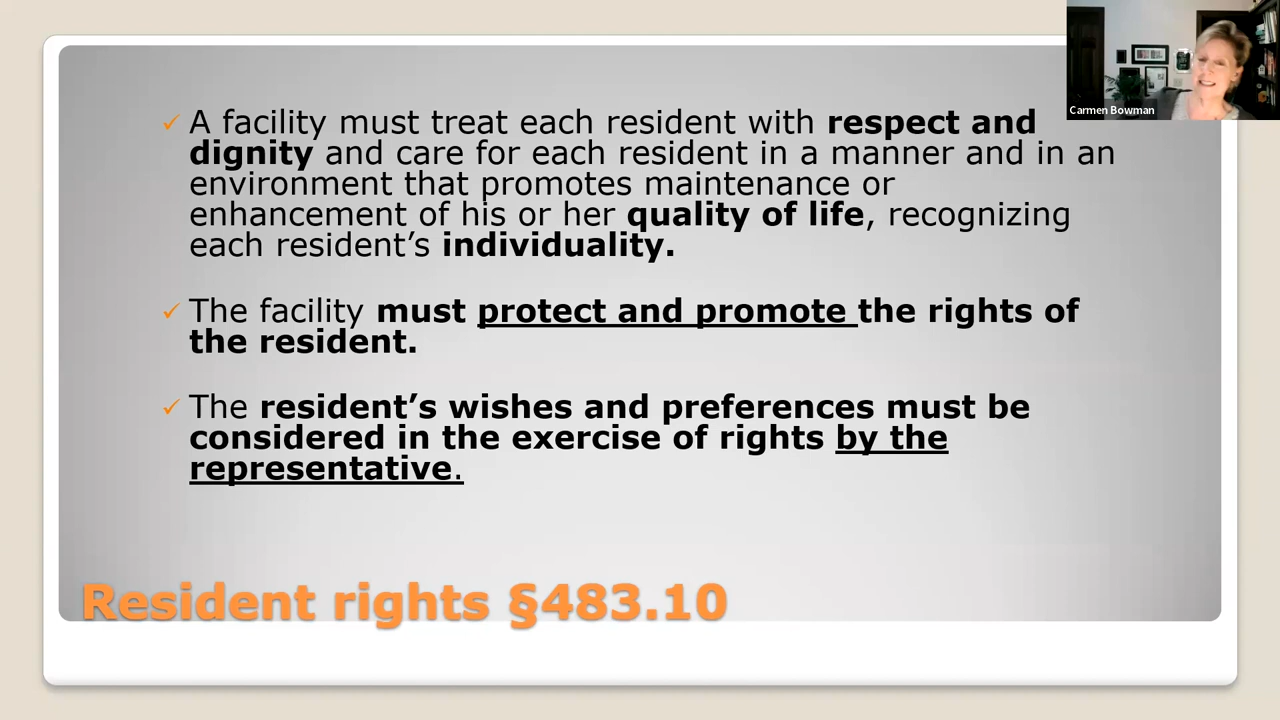 Carmen Bowman
✓ A facility must treat each resident with respect and
dignity and care for each resident in a manner and in an
environment that promotes maintenance or
enhancement of his or her quality of life, recognizing
each resident’s individuality.
✓ The facility must protect and promote the rights of
the resident.
✓ The resident’s wishes and preferences must be
considered in the exercise of rights by the
representative.
Resident rights §483.10